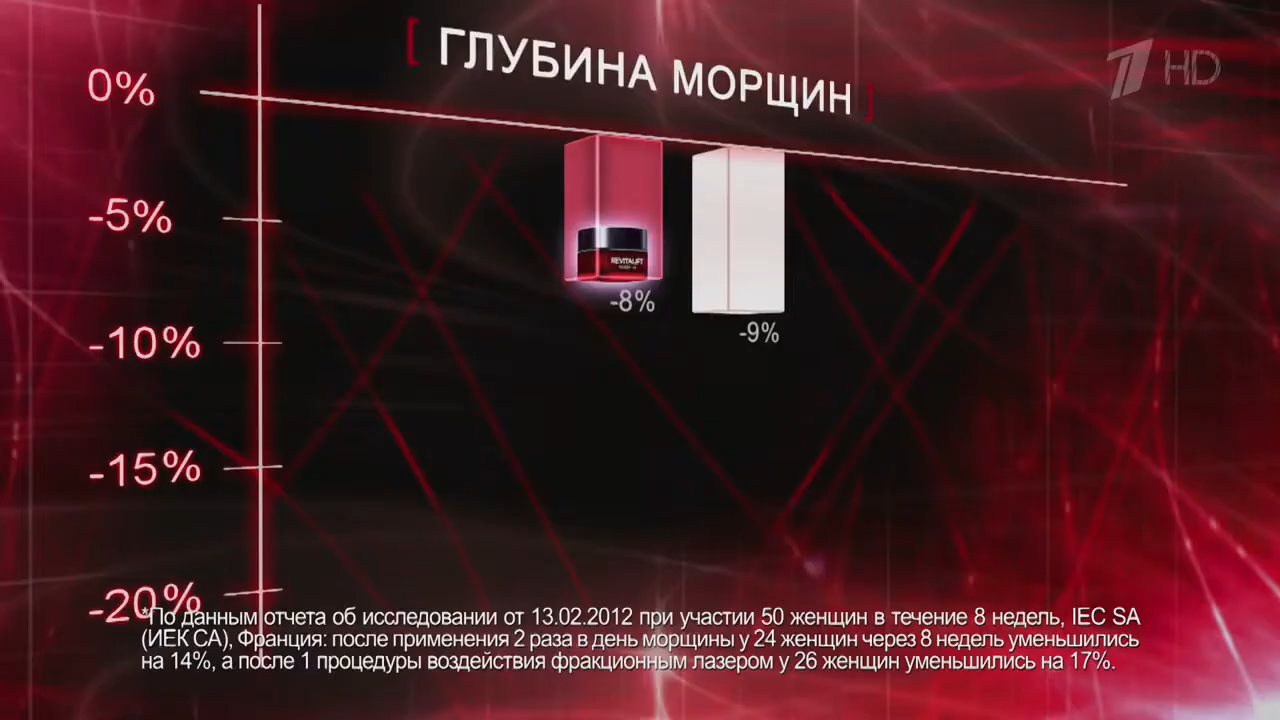 [ ГЛУБИНА МОРЩИН ]
1 HD
0%
-5%
-10%
-15%
-20%
REVITALIFT
-8%
-9%
*По данным отчета об исследовании от 13.02.2012 при участии 50 женщин в течение 8 недель, IEC SA
(ИЕК СА), Франция: после применения 2 раза в день морщины у 24 женщин через 8 недель уменьшились
на 14%, а после 1 процедуры воздействия фракционным лазером у 26 женщин уменьшились на 17%.